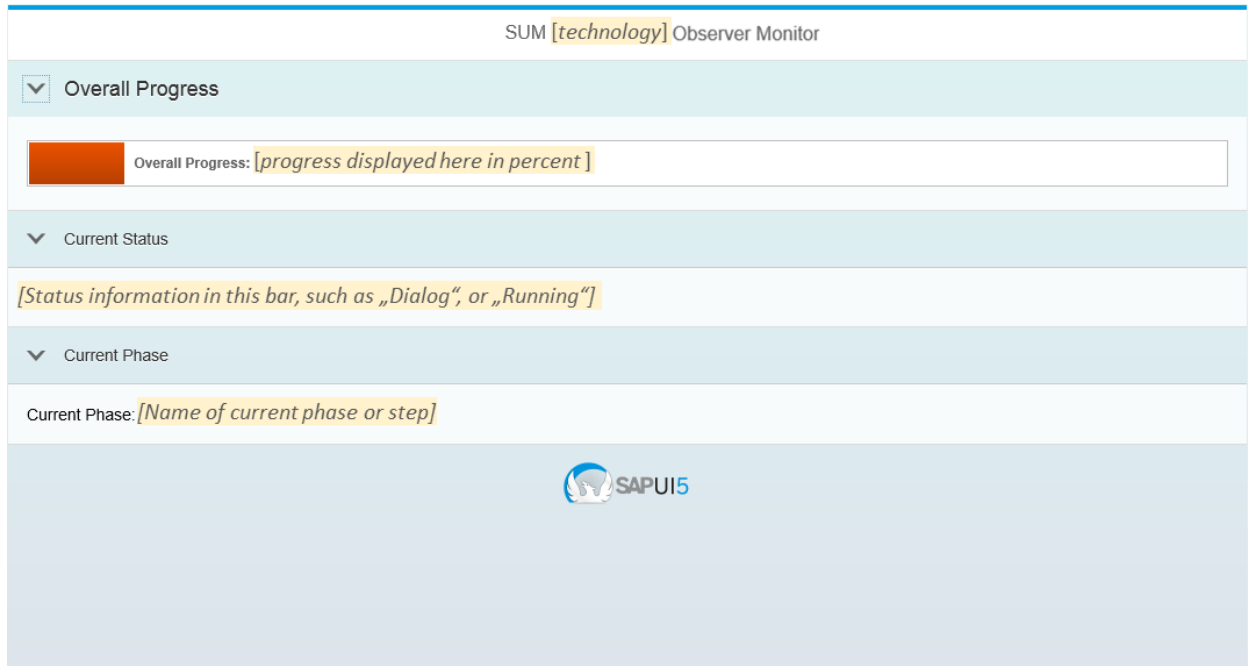 SUM [technology] Observer Monitor
Overall Progress
Overall Progress: [progress displayed here in percent ]
Current Status
[Status information in this bar, such as „Dialog“, or „Running“]
Current Phase
Current Phase: [Name of current phase or step]
SAPUI5